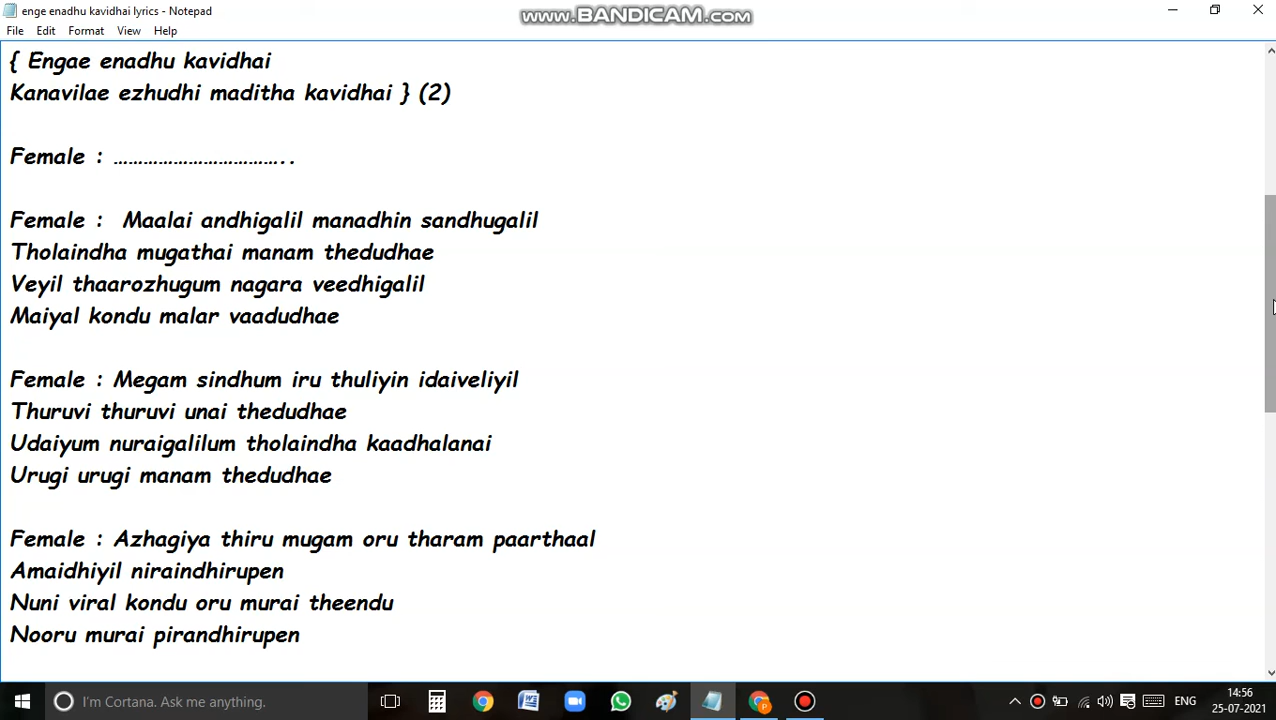 enge enadhu kavidhai lyrics - Notepad
www.BANDICAM.com
File Edit Format View Help
{ Engae enadhu kavidhai
Kanavilae ezhudhi maditha kavidhai } (2)
Female : …………………………..
Female :  Maalai andhigalil manadhin sandhugalil
Tholaindha mugathai manam thedudhae
Veyil thaarozhugum nagara veedhigalil
Maiyal kondu malar vaadudhae
Female : Megam sindhum iru thuliyin idaiveliyil
Thuruvi thuruvi unai thedudhae
Udaiyum nuraigalilum tholaindha kaadhalanai
Urugi urugi manam thedudhae
Female : Azhagiya thiru mugam oru tharam paarthaal
Amaidhiyil niraindhirupen
Nuni viral kondu oru murai theendu
Nooru murai pirandhirupen
I'm Cortana. Ask me anything.
ENG
14:56
25-07-2021